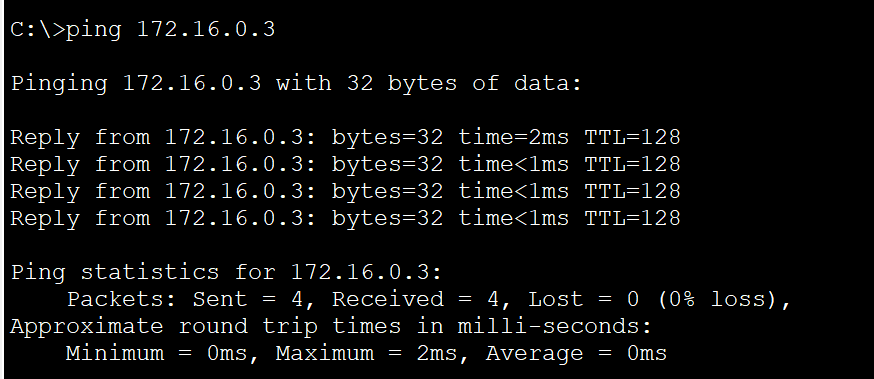 C:\>ping 172.16.0.3
Pinging 172.16.0.3 with 32 bytes of data:
Reply from 172.16.0.3: bytes=32 time=2ms TTL=128
Reply from 172.16.0.3: bytes=32 time<1ms TTL=128
Reply from 172.16.0.3: bytes=32 time<1ms TTL=128
Reply from 172.16.0.3: bytes=32 time<1ms TTL=128
Ping statistics for 172.16.0.3:
    Packets: Sent = 4, Received = 4, Lost = 0 (0% loss),
Approximate round trip times in milli-seconds:
    Minimum = 0ms, Maximum = 2ms, Average = 0ms